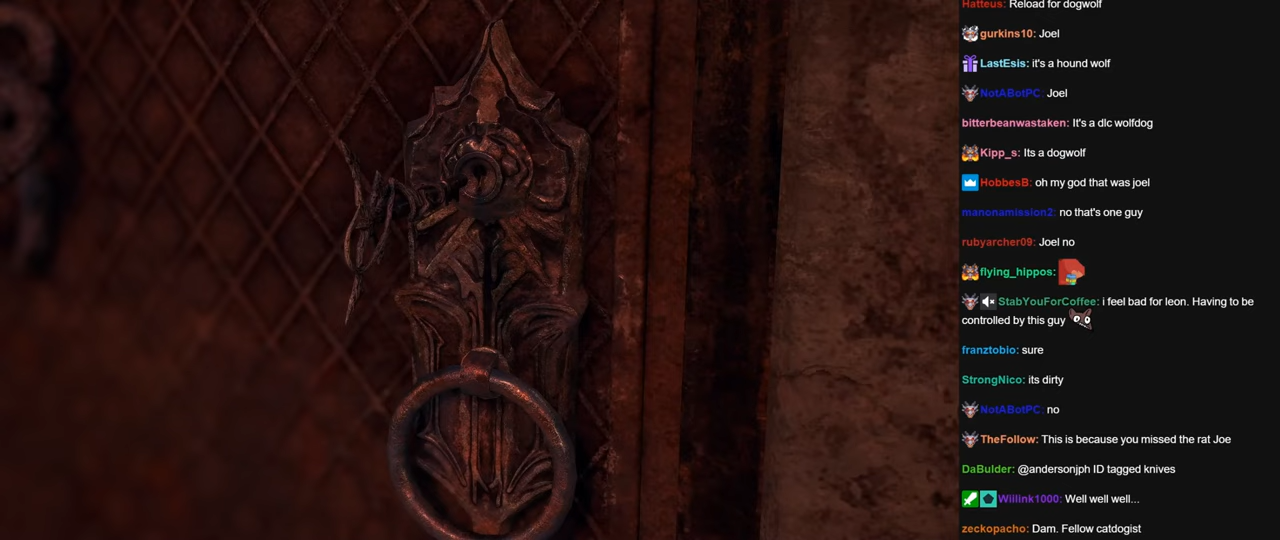 Hatteus: Reload for dogwolf
gurkins10: Joel
LastEsis: it's a hound wolf
NotABotPC: Joel
bitterbeanwastaken: It's a dlc wolfdog
Kipp_s: Its a dogwolf
HobbesB: oh my god that was joel
manonamission2: no that's one guy
rubyarcher09: Joel no
flying_hippos:
StabYouForCoffee: i feel bad for leon. Having to be
controlled by this guy
franztobio: sure
StrongNico: its dirty
NotABotPC: no
TheFollow: This is because you missed the rat Joe
DaBulder: @andersonjph ID tagged knives
Willink1000: Well well well...
zeckopacho: Dam. Fellow catdogist